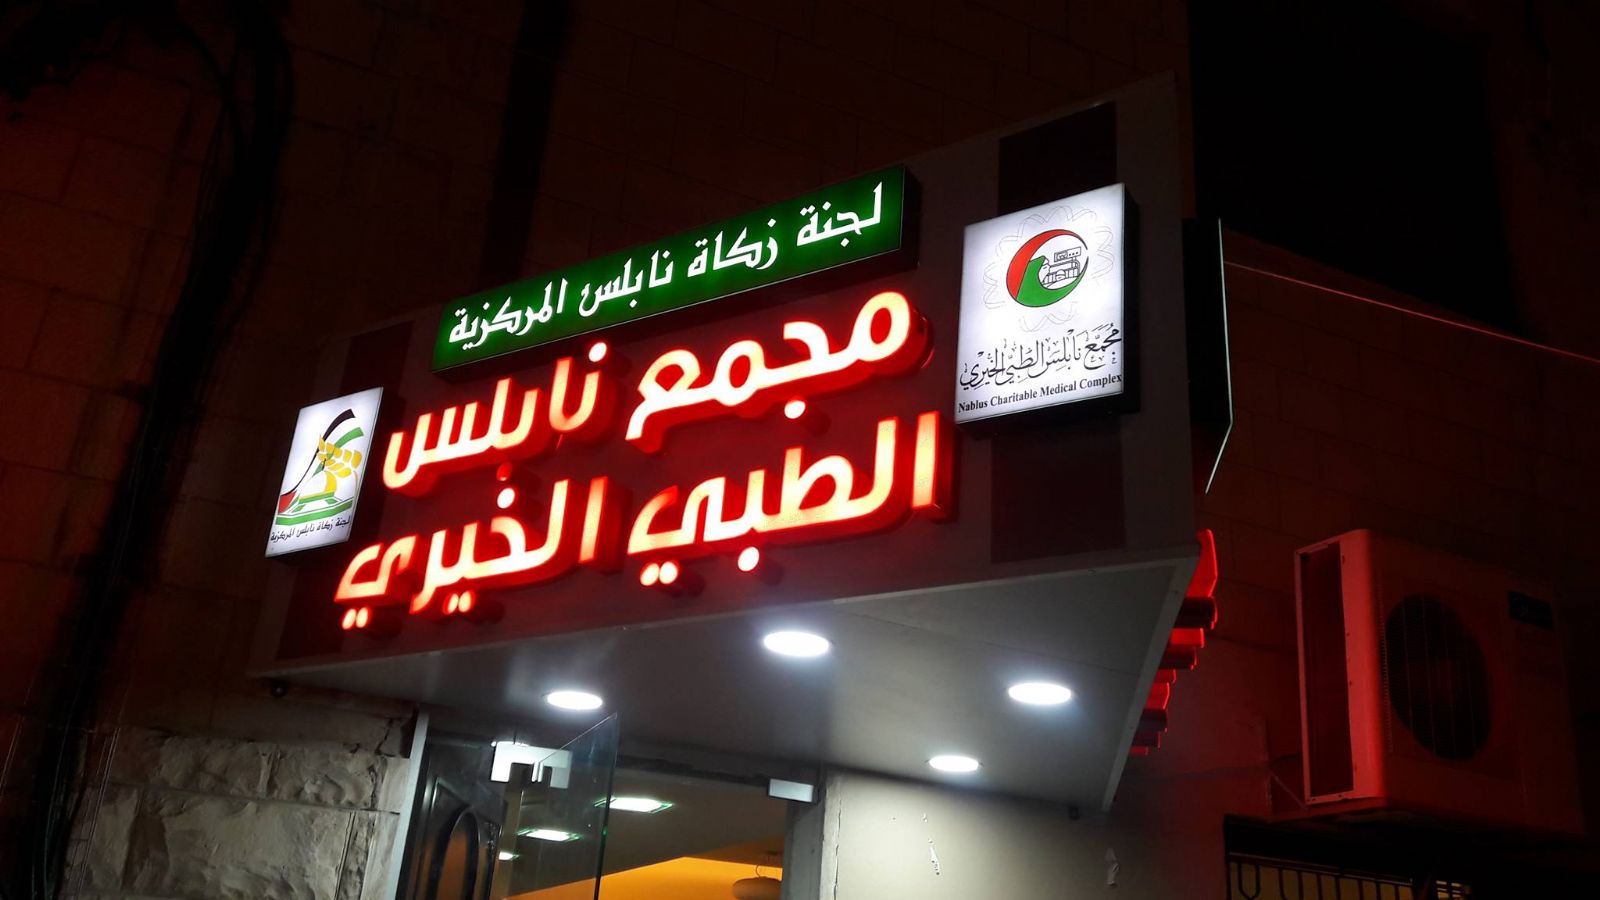 لجنة زكاة نابلس المركزية
مجمع نابلس
الطبي الخيري
مجمع نابلس الطبي الخيري
Nablus Charitable Medical Complex
لجنة زكاة نابلس المركزية